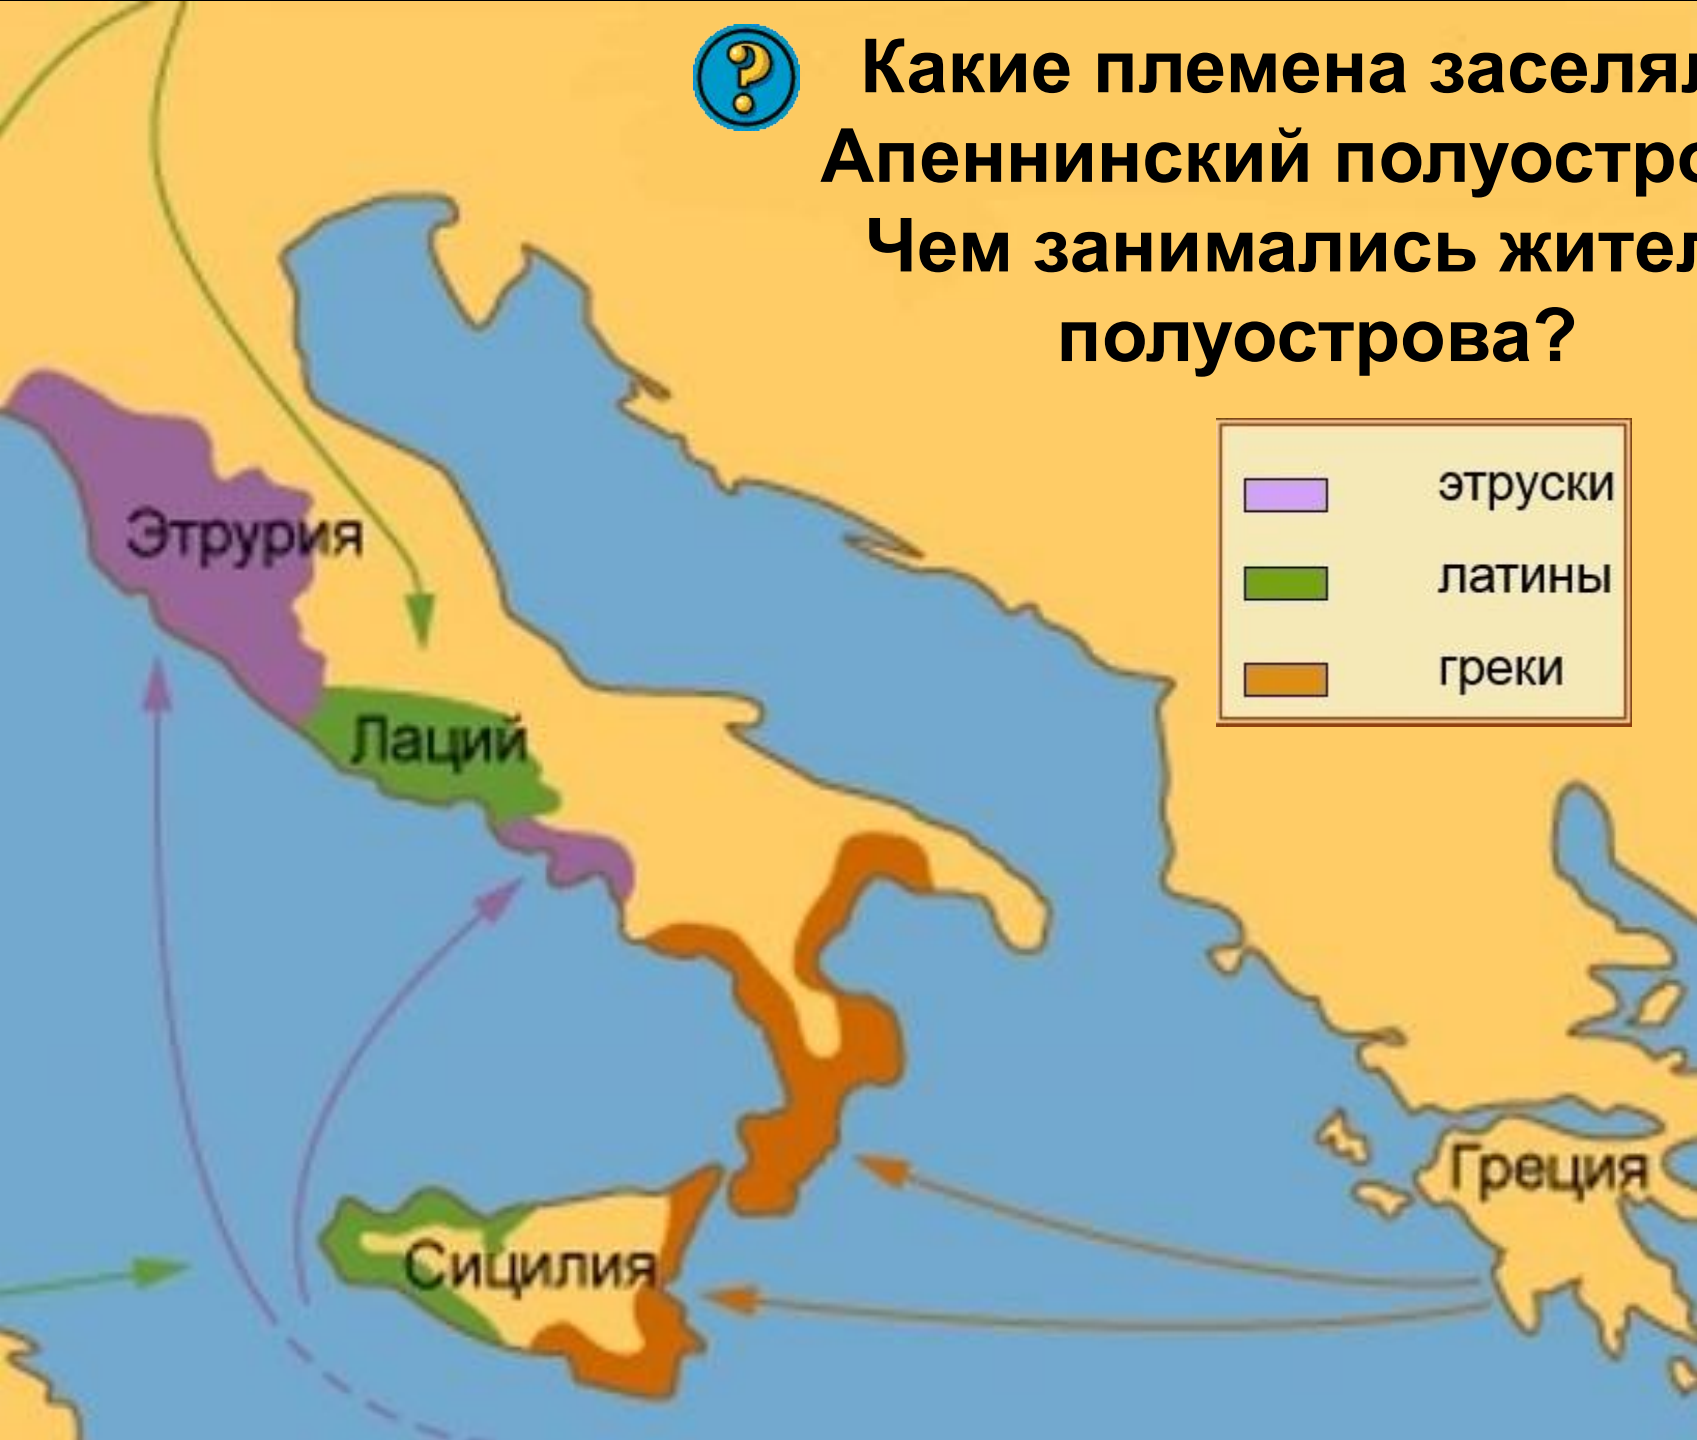 Какие племена заселял
Апеннинский полуостро
Чем занимались жител
полуострова?
этруски
латины
греки
Этрурия
Лаций
Греция
Сицилия